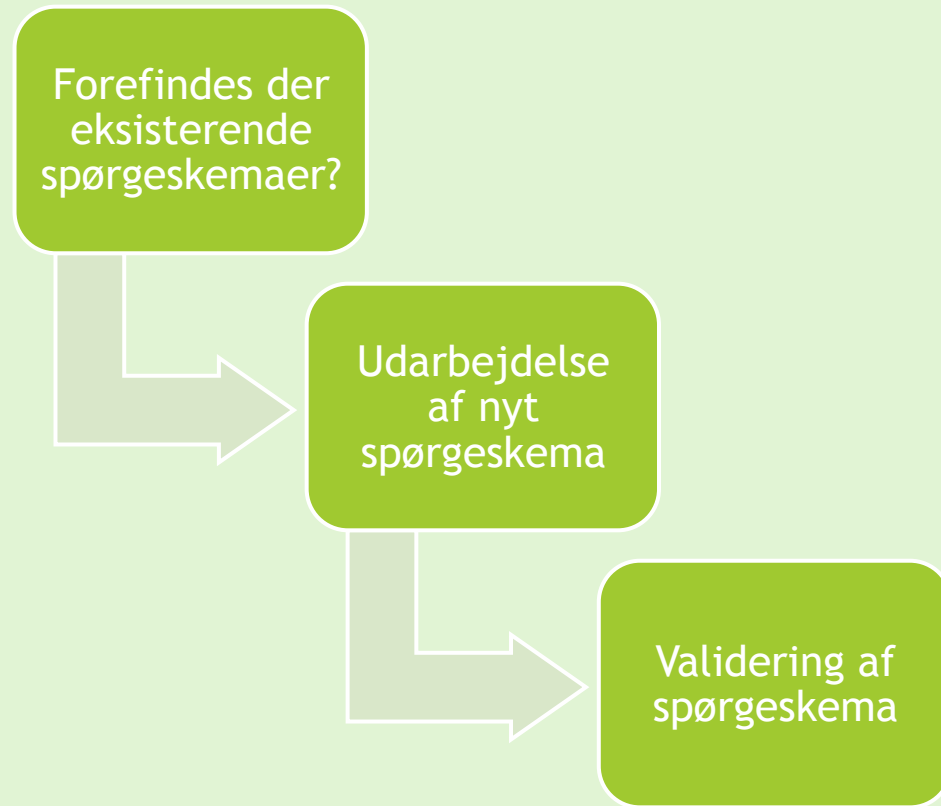 Forefindes der
eksisterende
spørgeskemaer?
Udarbejdelse
af nyt
spørgeskema
Validering af
spørgeskema